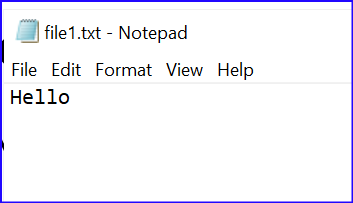 file1.txt - Notepad
File Edit Format View Help
Hello